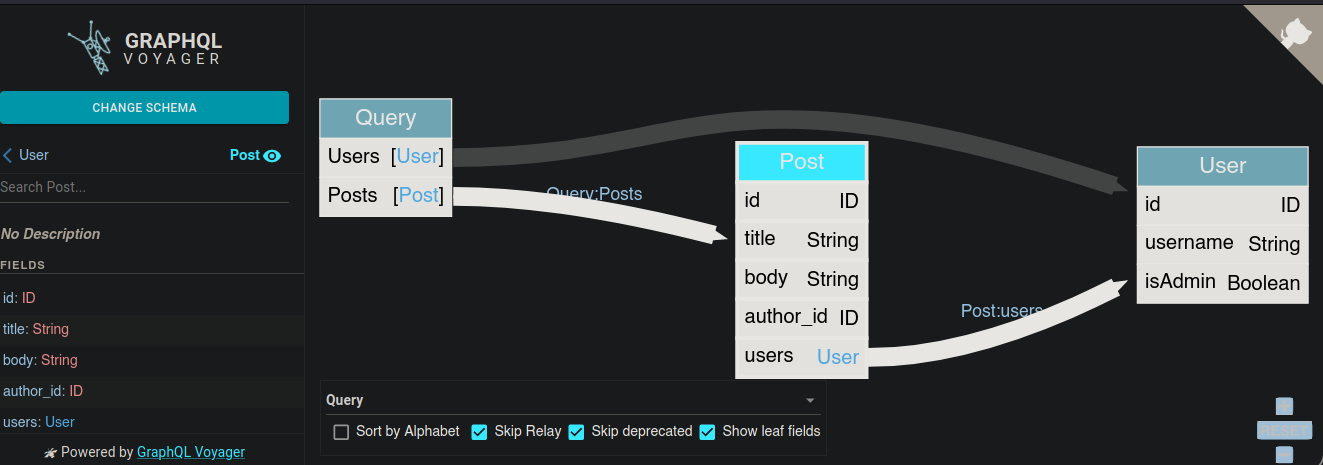 GRAPHQL
VOYAGER
CHANGE SCHEMA
User
Post
Search Post...
No Description
FIELDS
id: ID
title: String
body: String
author_id: ID
users: User
Powered by GraphQL Voyager
Query
Users [User]
Posts [Post]
Query:Posts
Post
id ID
title String
body String
author_id ID
users User
Post:users
User
id ID
username String
isAdmin Boolean
Query
Sort by Alphabet Skip Relay Skip deprecated Show leaf fields
+
RESET
−